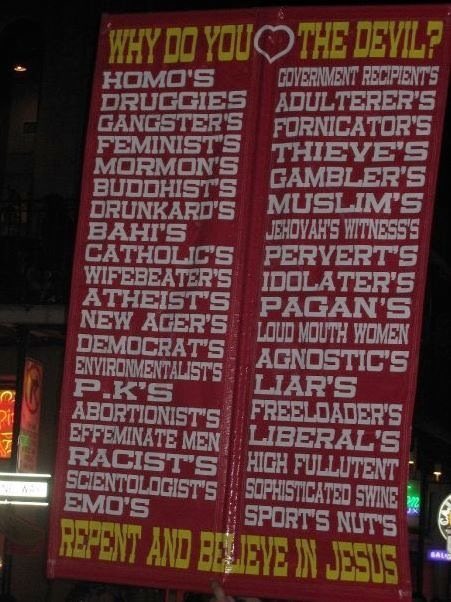 WHY DO YOU ♡ THE DEVIL?
HOMO'S
DRUGGIES
GANGSTER'S
FEMINIST'S
MORMON'S
BUDDHIST'S
DRUNKARD'S
BAHI'S
CATHOLIC'S
WIFEBEATER'S
ATHEIST'S
NEW AGER'S
DEMOCRAT'S
ENVIRONMENTALIST'S
P.K'S
ABORTIONIST'S
EFFEMINATE MEN
RACIST'S
SCIENTOLOGIST'S
EMO'S
GOVERNMENT RECIPIENT'S
ADULTERER'S
FORNICATOR'S
THIEVE'S
GAMBLER'S
MUSLIM'S
JEHOVAH'S WITNESS'S
PERVERT'S
IDOLATER'S
PAGAN'S
LOUD MOUTH WOMEN
AGNOSTIC'S
LIAR'S
FREELOADER'S
LIBERAL'S
HIGH FULLUTENT
SOPHISTICATED SWINE
SPORT'S NUT'S
REPENT AND BELIEVE IN JESUS